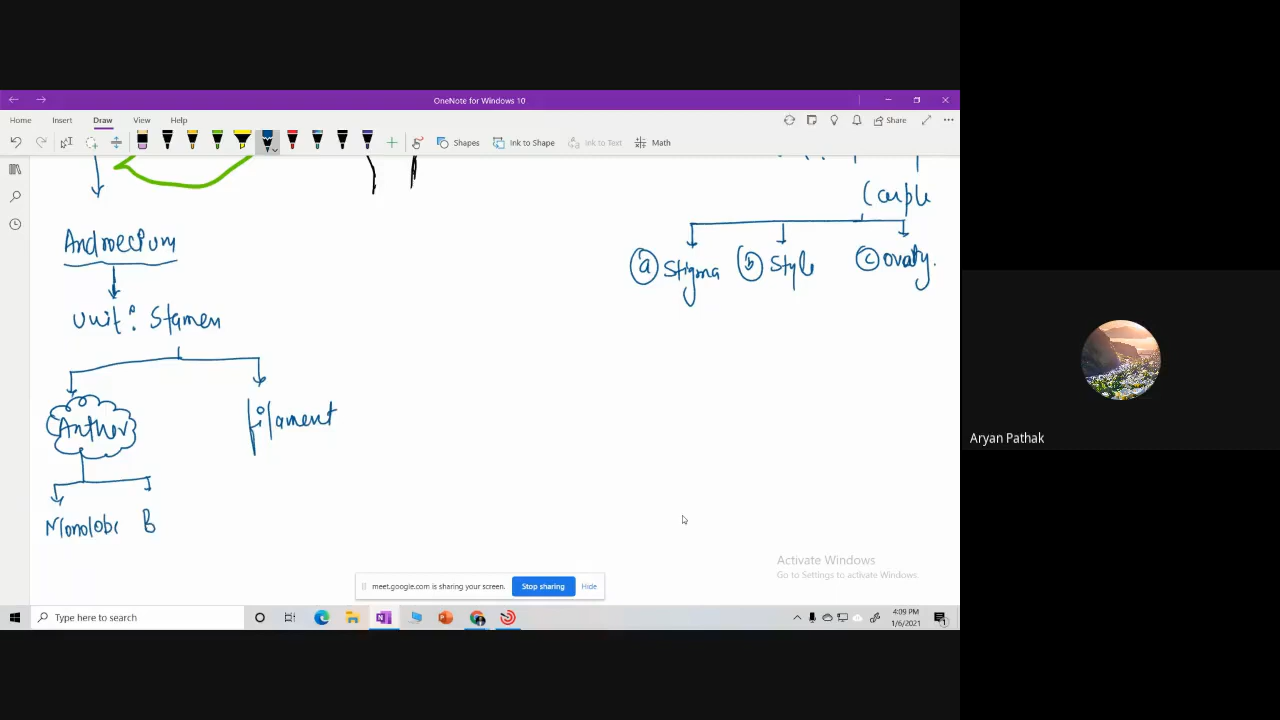 OneNote for Windows 10
Home Insert Draw View Help
Share
Shapes Ink to Shape Ink to Text Math
(arple
Androecium
(a) Stigma (b) Style (c) ovary.
Unit: Stamen
Anther filament
Monolobe B
Aryan Pathak
Activate Windows
Go to Settings to activate Windows.
meet.google.com is sharing your screen. Stop sharing Hide
Type here to search
4:09 PM
1/6/2021